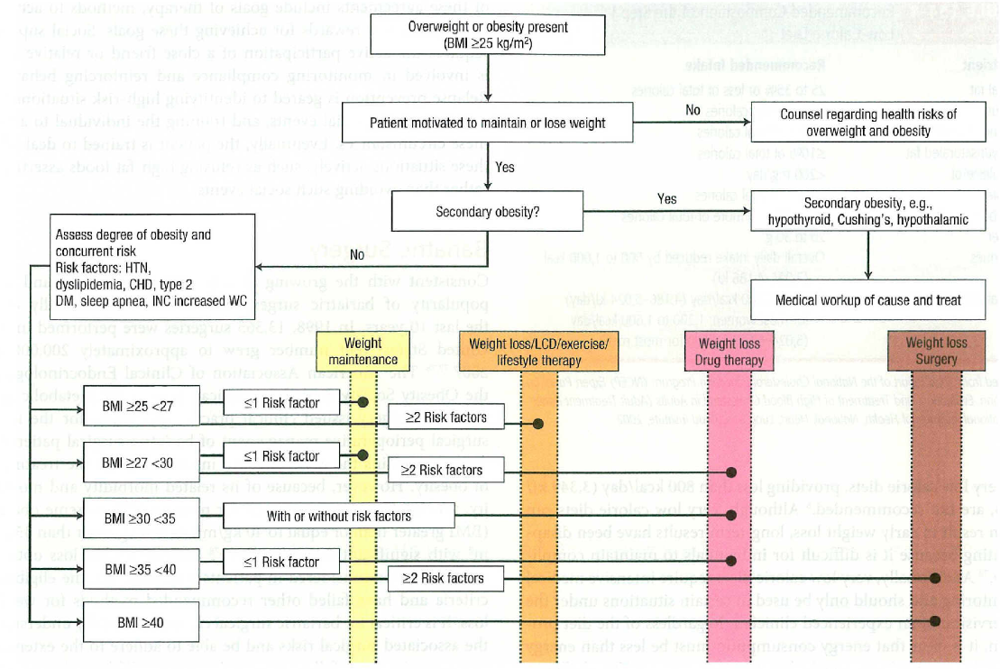 Overweight or obesity present
(BMI ≥25 kg/m²)
Patient motivated to maintain or lose weight
No
Counsel regarding health risks of
overweight and obesity
Yes
Secondary obesity?
Yes
Secondary obesity, e.g.,
hypothyroid, Cushing's, hypothalamic
No
Assess degree of obesity and
concurrent risk
Risk factors: HTN,
dyslipidemia, CHD, type 2
DM, sleep apnea, INC increased WC
Medical workup of cause and treat
Weight
maintenance
Weight loss/LCD/exercise/
lifestyle therapy
Weight loss
Drug therapy
Weight loss
Surgery
BMI ≥25 <27
≤1 Risk factor
≥2 Risk factors
BMI ≥27 <30
≤1 Risk factor
≥2 Risk factors
BMI ≥30 <35
With or without risk factors
BMI ≥35 <40
≤1 Risk factor
≥2 Risk factors
BMI ≥40